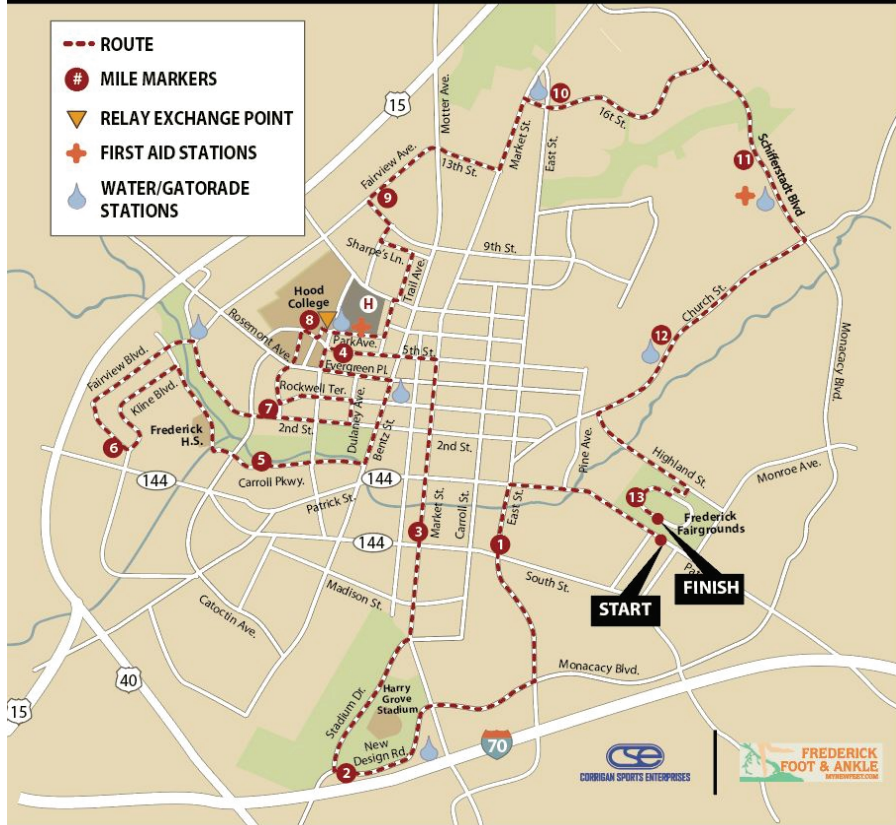 ROUTE
#
MILE MARKERS
RELAY EXCHANGE POINT
FIRST AID STATIONS
WATER/GATORADE
STATIONS
15
Motter Ave.
Fairview Ave.
13th St.
Market St.
East St.
10
16t St.
11
Schifferstadt Blvd
9
Sharpe's Ln.
9th St.
Trail Ave.
Hood
College
H
8
Rosemont Ave.
ParkAve.
4
5th St.
Evergreen Pl.
Church St.
12
Monacacy Blvd.
Fairview Blvd.
Kline Blvd.
Rockwell Ter.
7
2nd St.
Dulaney Ave.
Bentz St.
Frederick
H.S.
6
5
144
Carroll Pkwy.
Patrick St.
2nd St.
Pine Ave.
Highland St.
Monroe Ave.
13
Frederick
Fairgrounds
Market St.
Carroll St.
East St.
3
144
1
South St.
Pa
START
FINISH
Madison St.
Catoctin Ave.
Monacacy Blvd.
40
15
Stadium Dr.
Harry
Grove
Stadium
New
Design Rd.
2
70
CSE
CORRIGAN SPORTS ENTERPRISES
FREDERICK
FOOT & ANKLE
MYNEWFEET.COM